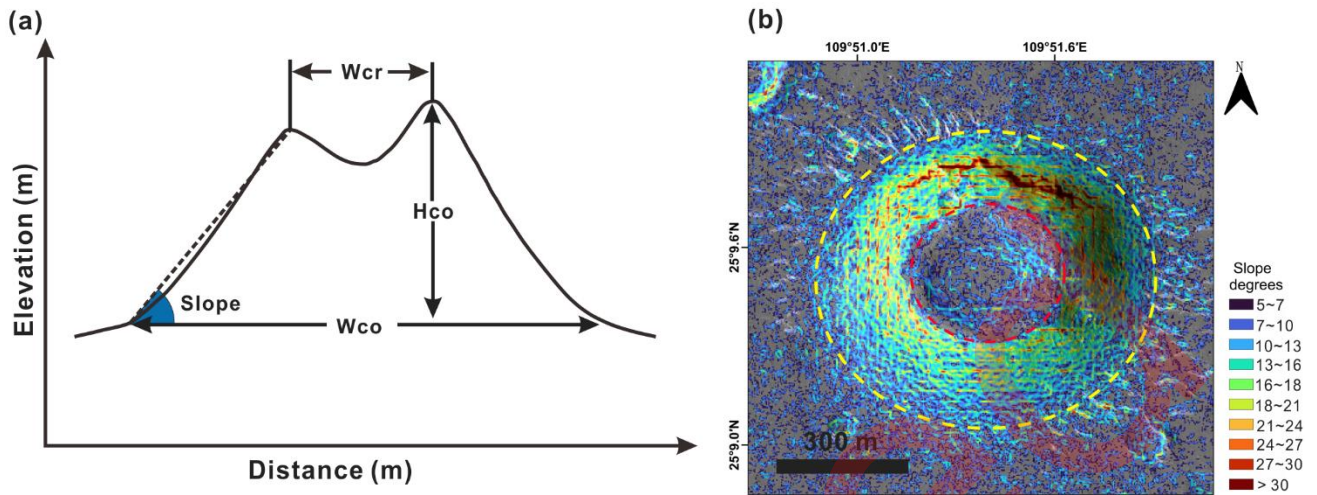 (a)
Wcr
Hco
Slope
Wco
Elevation (m)
Distance (m)
(b)
109°51.0'E
109°51.6'E
N
25°9.6'N
25°9.0'N
300 m
Slope
degrees
5~7
7~10
10~13
13~16
16~18
18~21
21~24
24~27
27~30
> 30